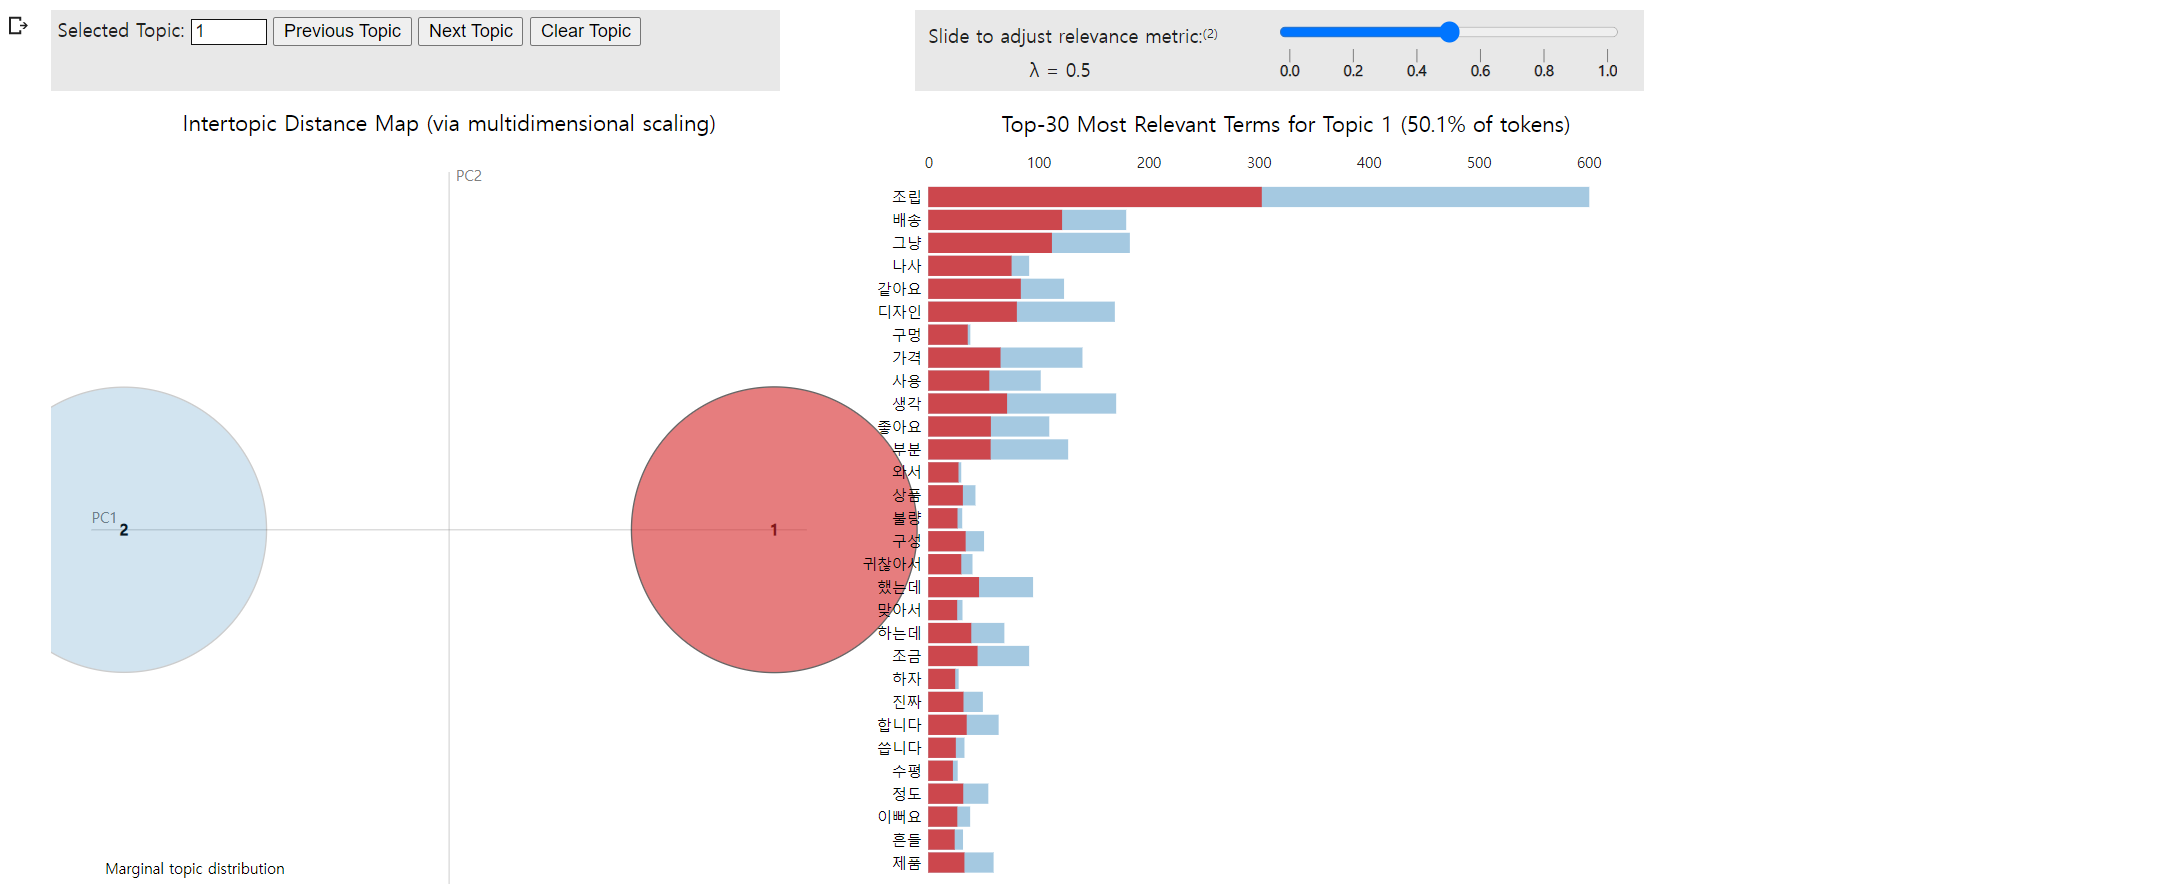 Selected Topic: 1 Previous Topic Next Topic Clear Topic
Slide to adjust relevance metric:(2)
λ = 0.5
0.0 0.2 0.4 0.6 0.8 1.0
Intertopic Distance Map (via multidimensional scaling)
PC2
PC1
2
1
Marginal topic distribution
Top-30 Most Relevant Terms for Topic 1 (50.1% of tokens)
0 100 200 300 400 500 600
조립
배송
그냥
나사
같아요
디자인
구멍
가격
사용
생각
좋아요
부분
와서
상품
불량
구성
귀찮아서
했는데
맞아서
하는데
조금
하자
진짜
합니다
씁니다
수평
정도
이뻐요
흔들
제품